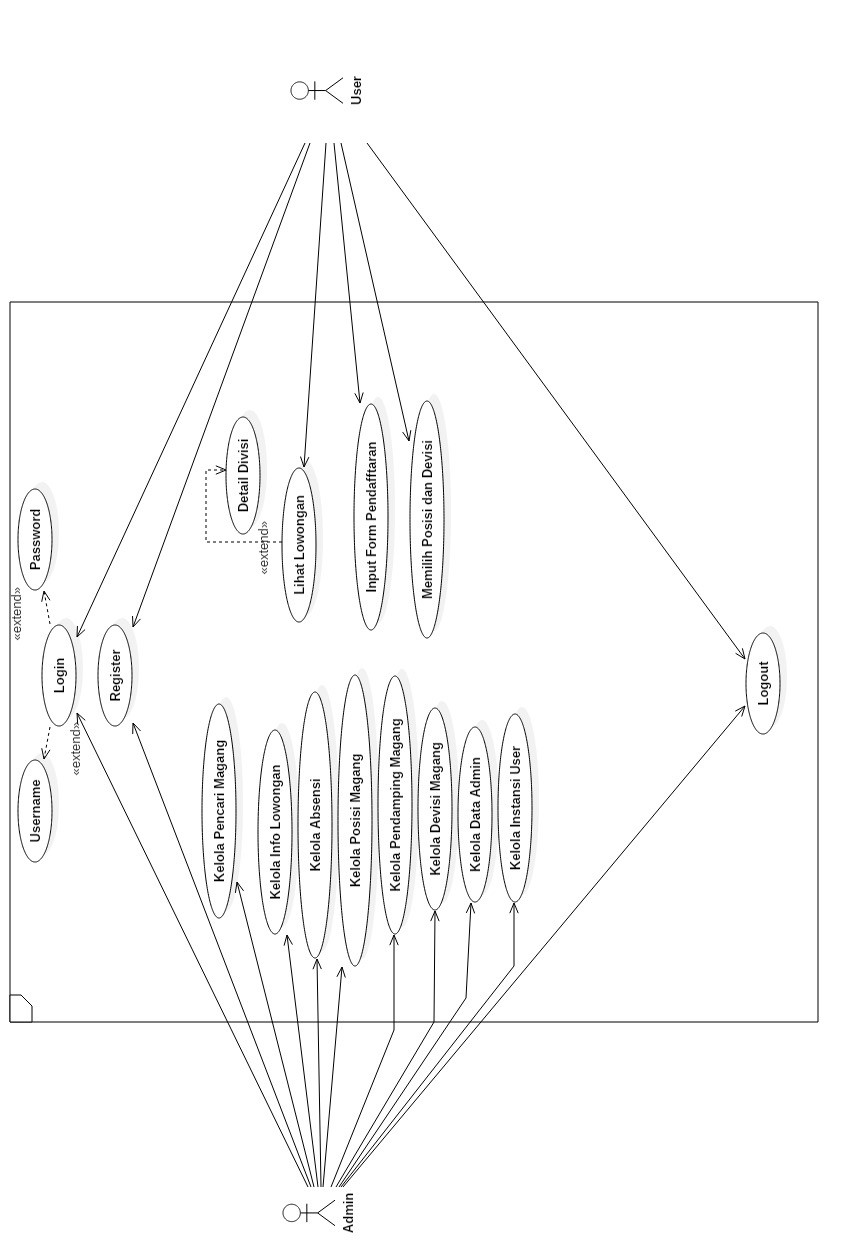 Username
«extend»
Login
«extend»
Password
Register
Kelola Pencari Magang
Detail Divisi
«extend»
Kelola Info Lowongan
Lihat Lowongan
Kelola Absensi
Kelola Posisi Magang
Input Form Pendafftaran
Kelola Pendamping Magang
Memilih Posisi dan Devisi
Kelola Devisi Magang
Kelola Data Admin
Kelola Instansi User
Logout
Admin
User